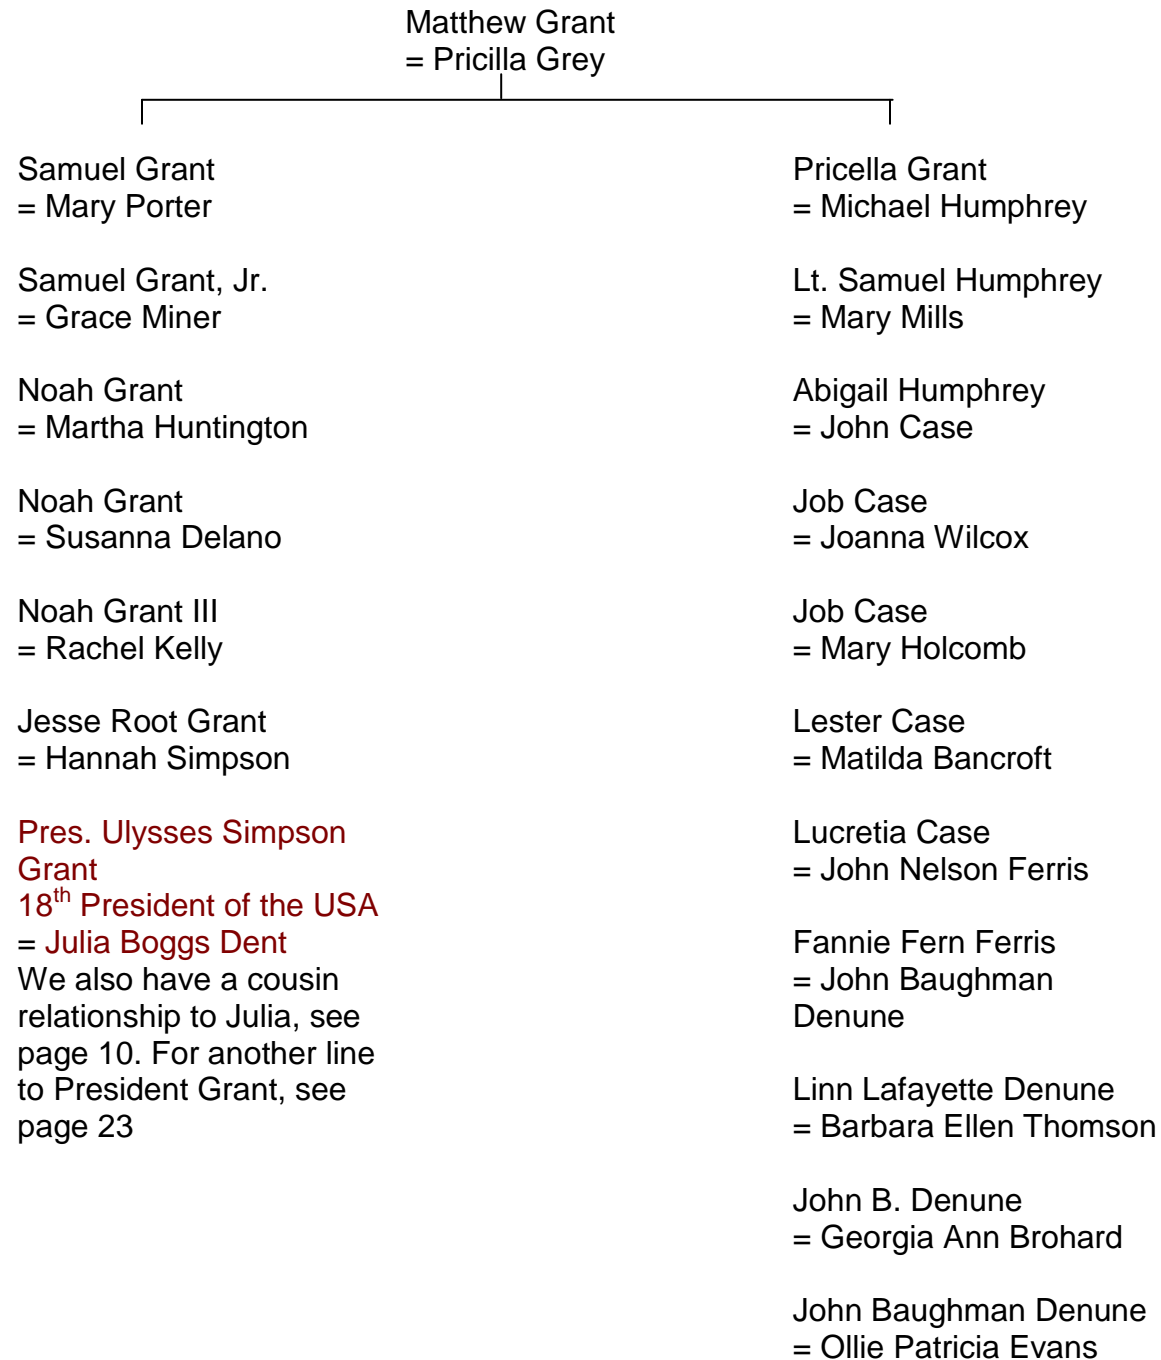 Matthew Grant
= Pricilla Grey
Samuel Grant
= Mary Porter
Samuel Grant, Jr.
= Grace Miner
Noah Grant
= Martha Huntington
Noah Grant
= Susanna Delano
Noah Grant III
= Rachel Kelly
Jesse Root Grant
= Hannah Simpson
Pres. Ulysses Simpson
Grant
18th President of the USA
= Julia Boggs Dent
We also have a cousin
relationship to Julia, see
page 10. For another line
to President Grant, see
page 23
Pricella Grant
= Michael Humphrey
Lt. Samuel Humphrey
= Mary Mills
Abigail Humphrey
= John Case
Job Case
= Joanna Wilcox
Job Case
= Mary Holcomb
Lester Case
= Matilda Bancroft
Lucretia Case
= John Nelson Ferris
Fannie Fern Ferris
= John Baughman
Denune
Linn Lafayette Denune
= Barbara Ellen Thomson
John B. Denune
= Georgia Ann Brohard
John Baughman Denune
= Ollie Patricia Evans